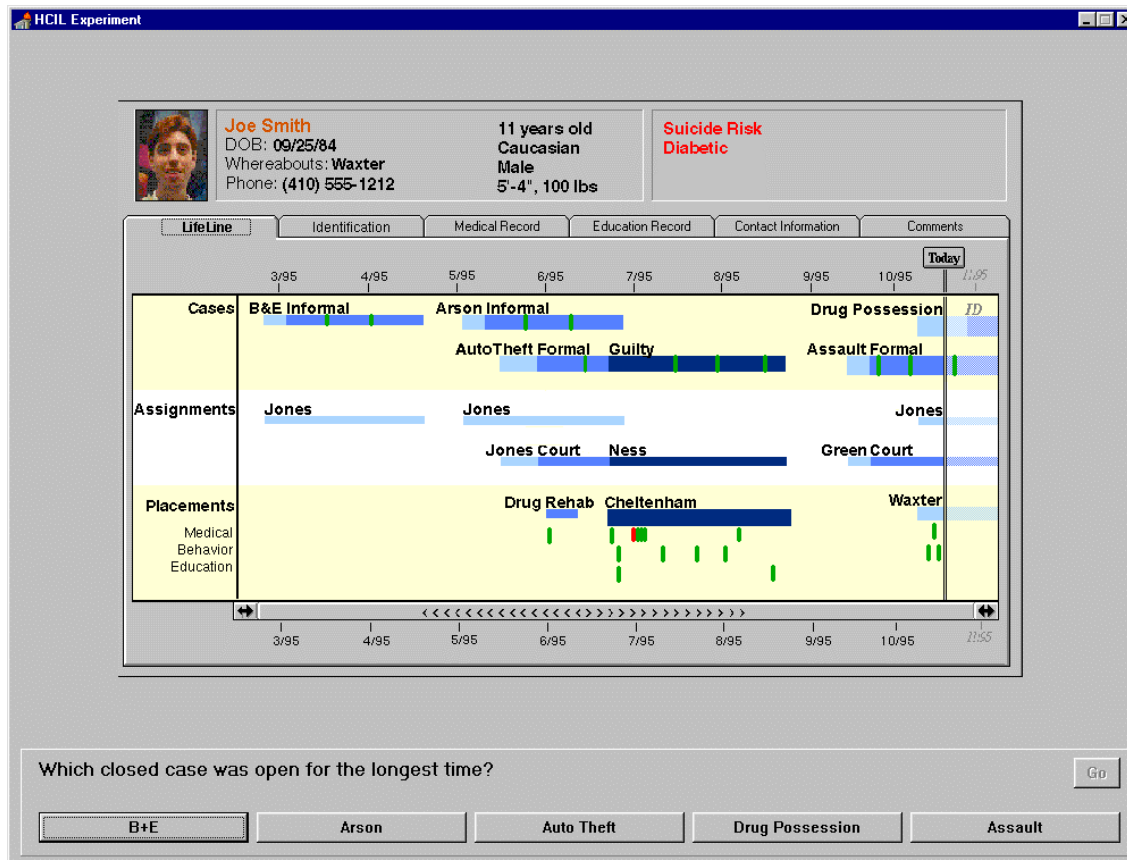 HCIL Experiment
Joe Smith
DOB: 09/25/84
Whereabouts: Waxter
Phone: (410) 555-1212
11 years old
Caucasian
Male
5'-4", 100 lbs
Suicide Risk
Diabetic
LifeLine Identification Medical Record Education Record Contact Information Comments
Today
3/95 4/95 5/95 6/95 7/95 8/95 9/95 10/95 11/95
Cases B&E Informal Arson Informal Drug Possession ID
AutoTheft Formal Guilty Assault Formal
Assignments Jones Jones Jones
Jones Court Ness Green Court
Placements Drug Rehab Cheltenham Waxter
Medical
Behavior
Education
3/95 4/95 5/95 6/95 7/95 8/95 9/95 10/95 11/95
Which closed case was open for the longest time?
Go
B+E Arson Auto Theft Drug Possession Assault